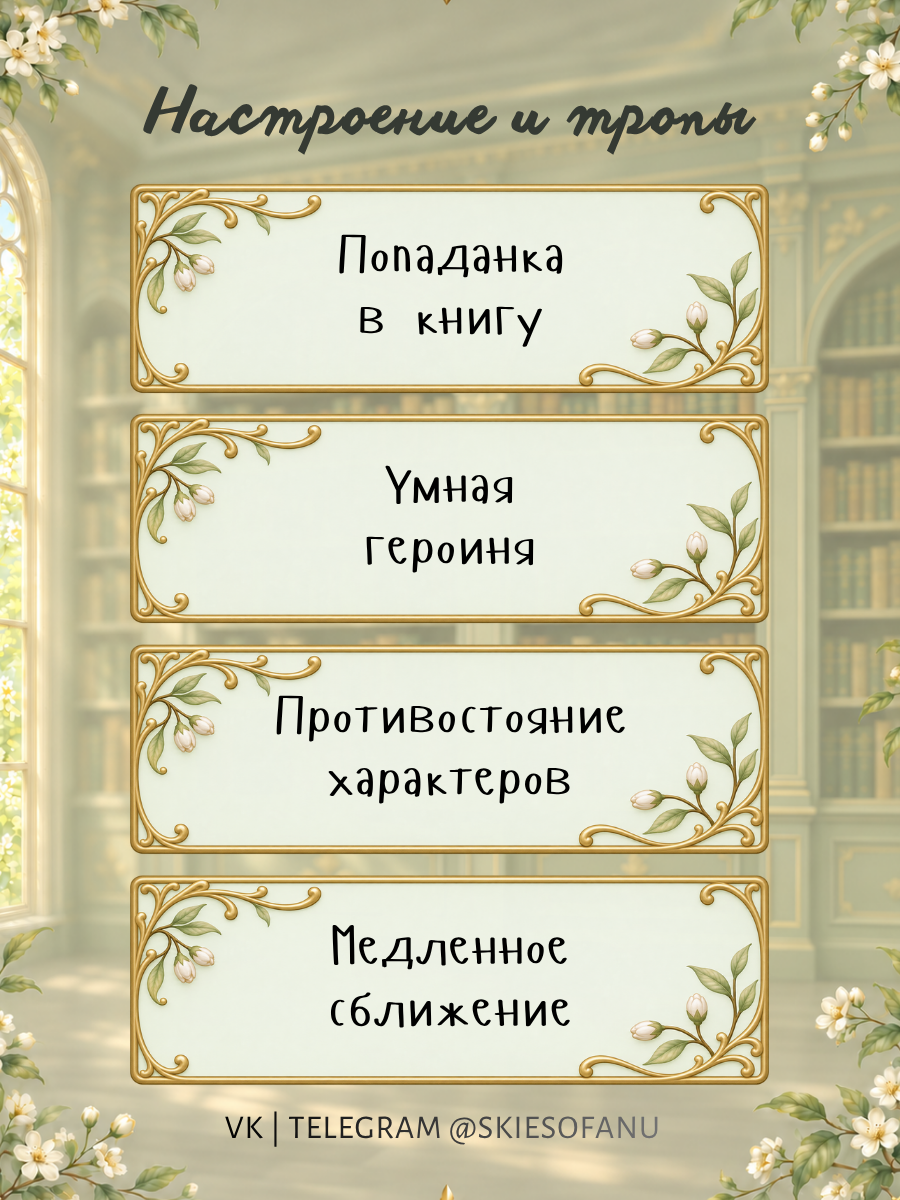 Настроение и тропы
Попаданка
в книгу
Умная
героиня
Противостояние
характеров
Медленное
сближение
VK | TELEGRAM @SKIESOFANU